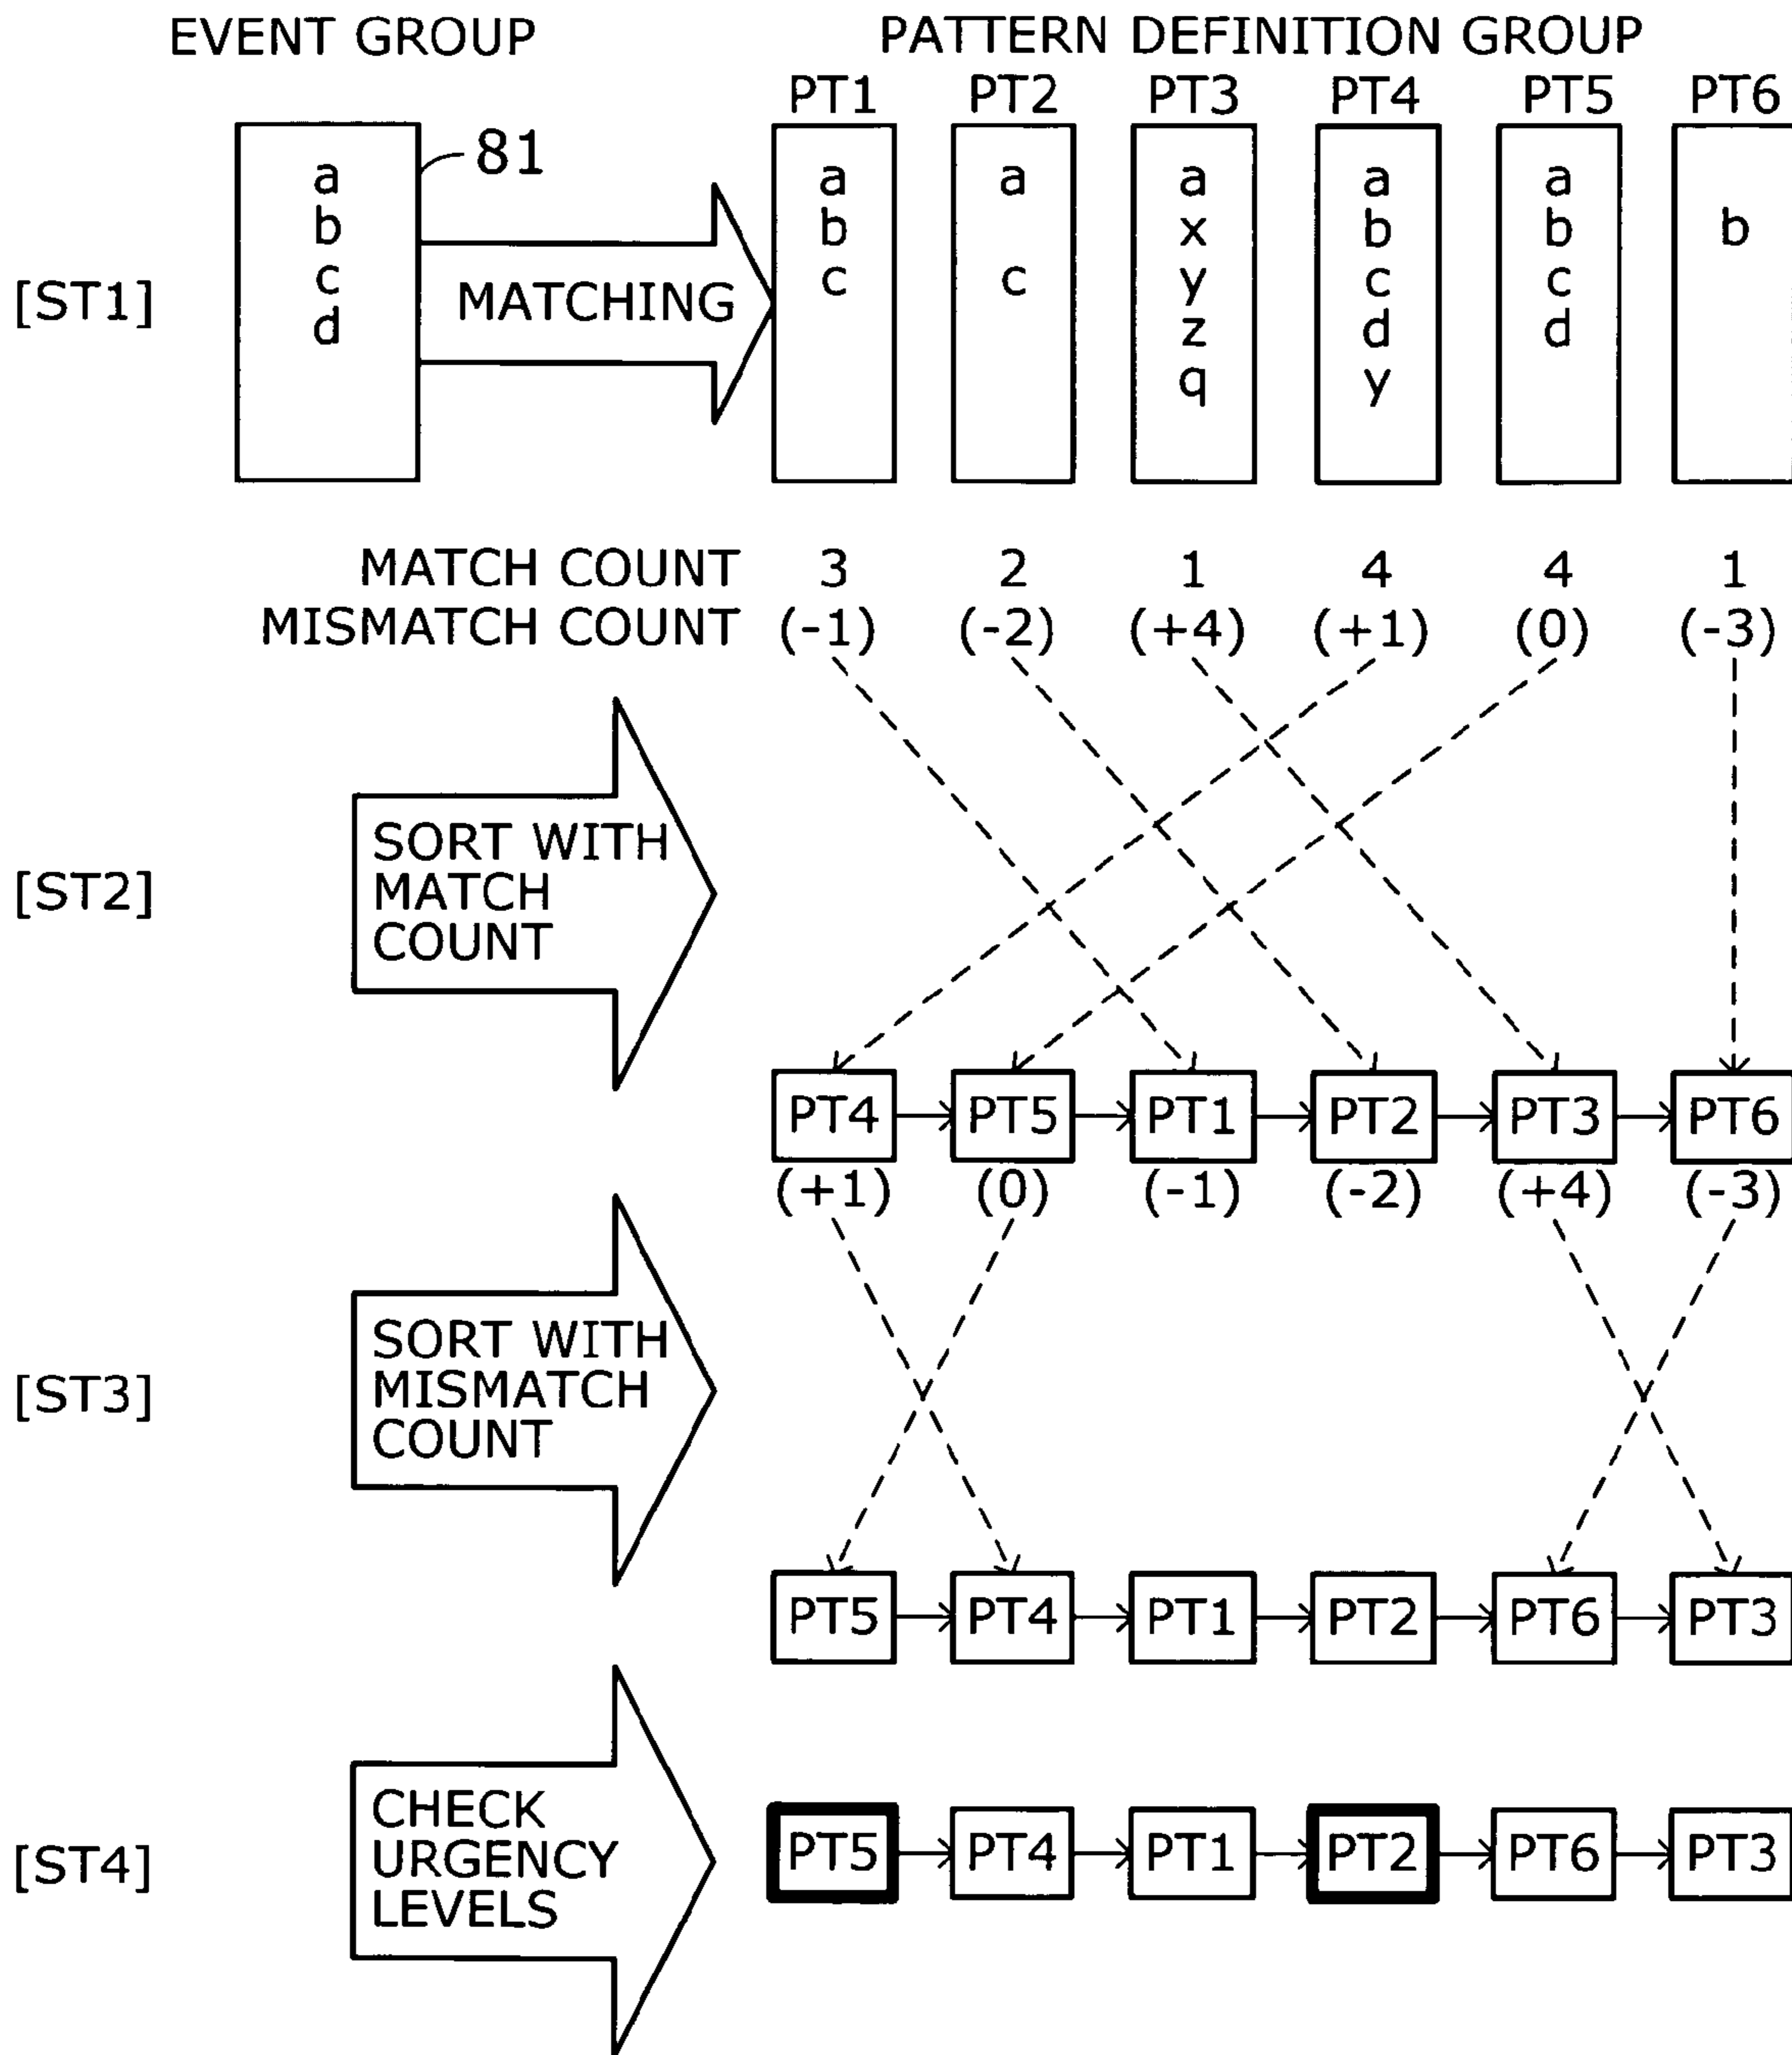 EVENT GROUP PATTERN DEFINITION GROUP
PT1 PT2 PT3 PT4 PT5 PT6
81
a a a a a a
b b x b b b
c c c y c c
d z d d
q y
[ST1] MATCHING
MATCH COUNT 3 2 1 4 4 1
MISMATCH COUNT (-1) (-2) (+4) (+1) (0) (-3)
[ST2]
SORT WITH
MATCH
COUNT
PT4 PT5 PT1 PT2 PT3 PT6
(+1) (0) (-1) (-2) (+4) (-3)
[ST3]
SORT WITH
MISMATCH
COUNT
PT5 PT4 PT1 PT2 PT6 PT3
[ST4]
CHECK
URGENCY
LEVELS
PT5 PT4 PT1 PT2 PT6 PT3